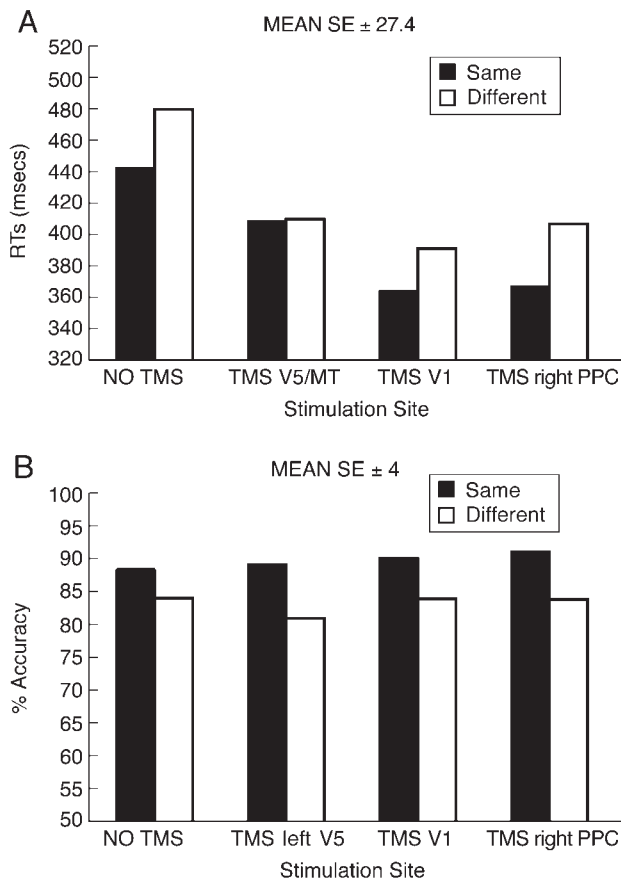 A
MEAN SE ± 27.4
520
500
480
460
440
420
400
380
360
340
320
RTs (msecs)
Same
Different
NO TMS TMS V5/MT TMS V1 TMS right PPC
Stimulation Site
B
MEAN SE ± 4
100
95
90
85
80
75
70
65
60
55
50
% Accuracy
Same
Different
NO TMS TMS left V5 TMS V1 TMS right PPC
Stimulation Site